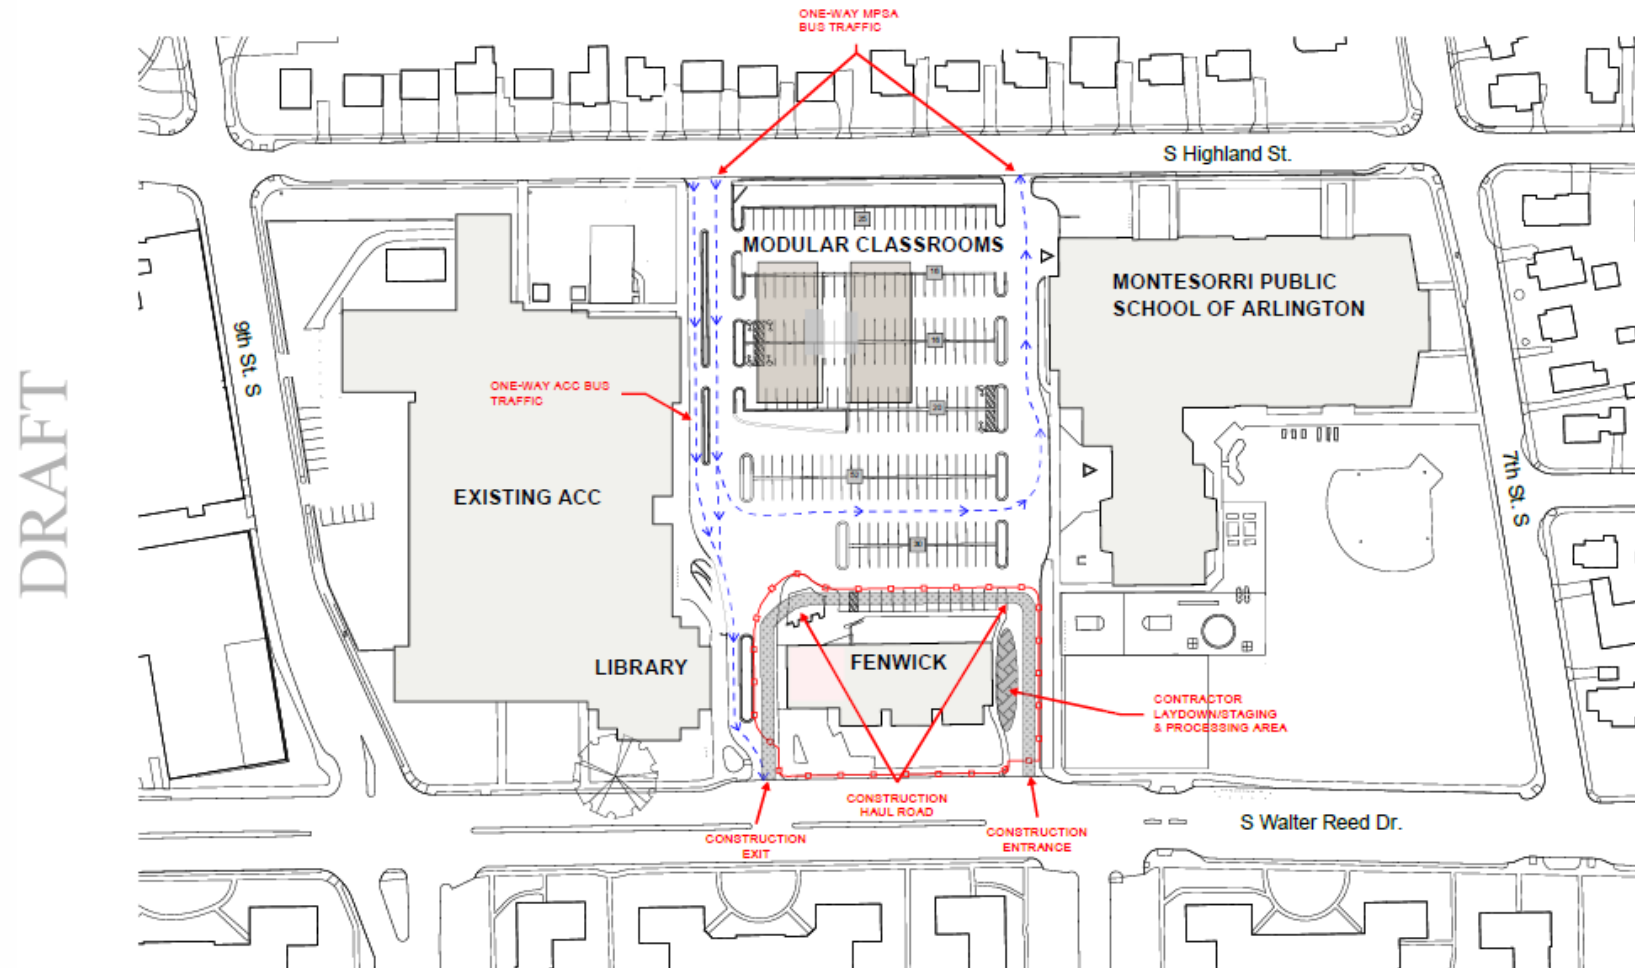 ONE-WAY MPSA
BUS TRAFFIC
S Highland St.
25
MODULAR CLASSROOMS
MONTESORRI PUBLIC
SCHOOL OF ARLINGTON
9th St. S
ONE-WAY ACC BUS
TRAFFIC
DRAFT
EXISTING ACC
7th St. S
LIBRARY
FENWICK
CONTRACTOR
LAYDOWN/STAGING
& PROCESSING AREA
CONSTRUCTION
HAUL ROAD
CONSTRUCTION
EXIT
CONSTRUCTION
ENTRANCE
S Walter Reed Dr.